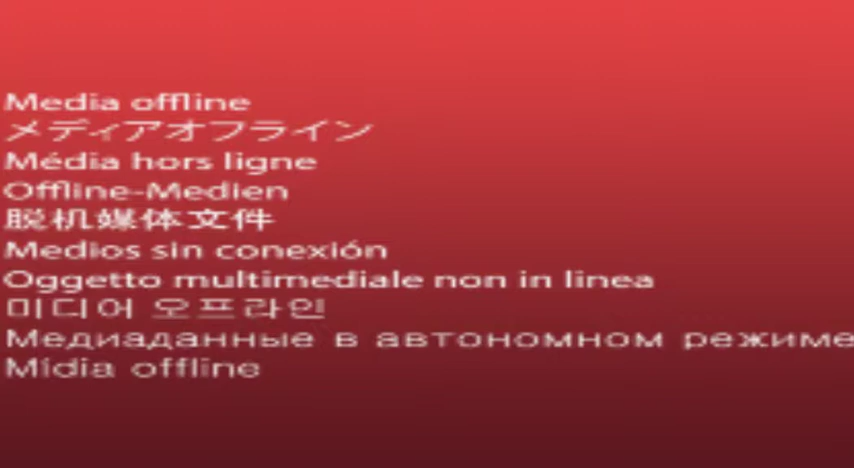 Media offline
メディアオフライン
Média hors ligne
Offline-Medien
脱机媒体文件
Medios sin conexión
Oggetto multimediale non in linea
미디어 오프라인
Медиаданные в автономном режиме
Mídia offline